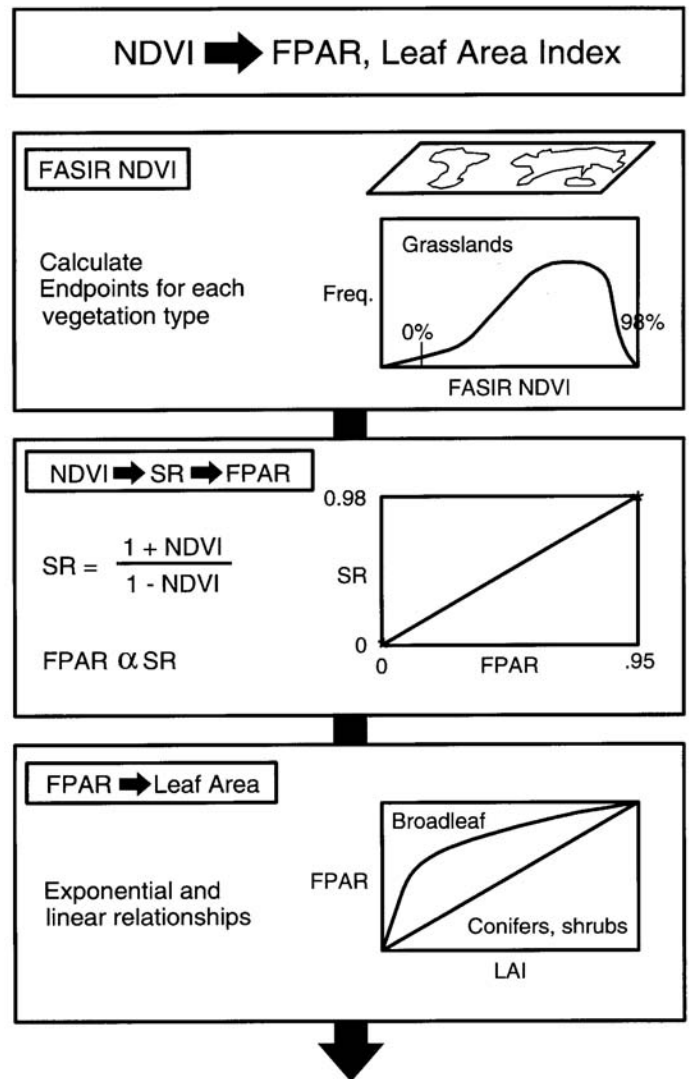 NDVI ➡ FPAR, Leaf Area Index
FASIR NDVI
Calculate
Endpoints for each
vegetation type
Grasslands
Freq.
0%
98%
FASIR NDVI
NDVI ➡ SR ➡ FPAR
SR = 1 + NDVI
1 - NDVI
FPAR α SR
0.98
SR
0
0
FPAR
.95
FPAR ➡ Leaf Area
Exponential and
linear relationships
Broadleaf
FPAR
Conifers, shrubs
LAI